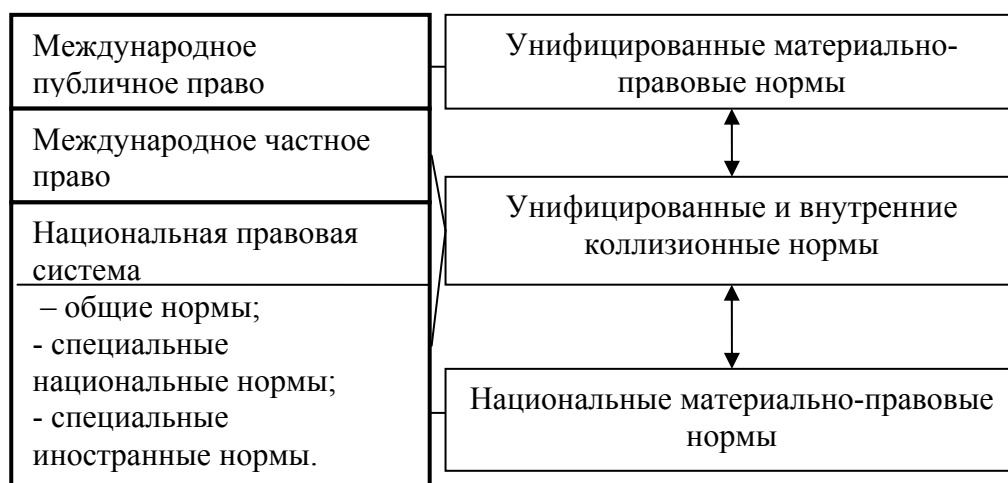 Международное
публичное право
Международное частное
право
Национальная правовая
система
– общие нормы;
- специальные
национальные нормы;
- специальные
иностранные нормы.
Унифицированные материально-
правовые нормы
Унифицированные и внутренние
коллизионные нормы
Национальные материально-правовые
нормы